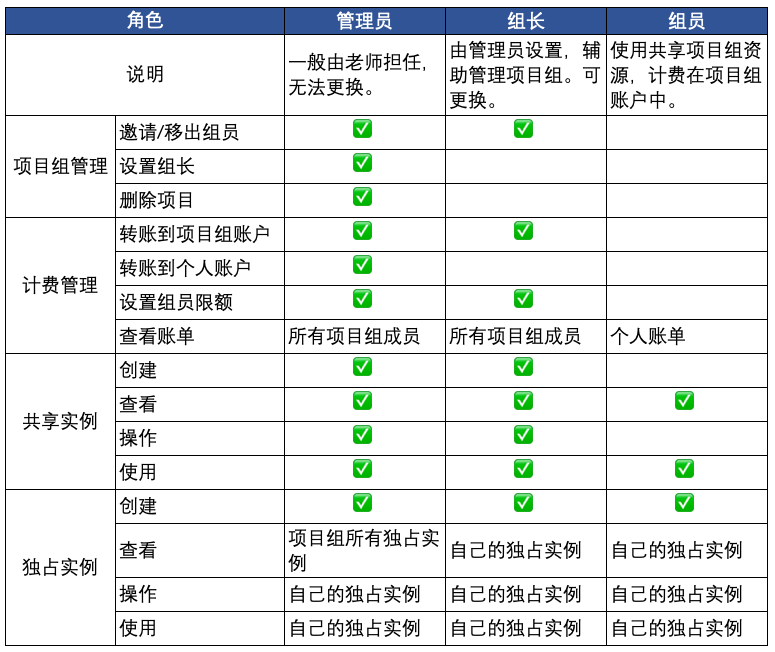 角色 管理员 组长 组员
说明 一般由老师担任，无法更换。 由管理员设置，辅助管理项目组。可更换。 使用共享项目组资源，计费在项目组账户中。
项目组管理 邀请/移出组员 ✅ ✅
设置组长 ✅
删除项目 ✅
计费管理 转账到项目组账户 ✅ ✅
转账到个人账户 ✅
设置组员限额 ✅ ✅
查看账单 所有项目组成员 所有项目组成员 个人账单
共享实例 创建 ✅ ✅
查看 ✅ ✅ ✅
操作 ✅ ✅
使用 ✅ ✅ ✅
独占实例 创建 ✅ ✅ ✅
查看 项目组所有独占实例 自己的独占实例 自己的独占实例
操作 自己的独占实例 自己的独占实例 自己的独占实例
使用 自己的独占实例 自己的独占实例 自己的独占实例